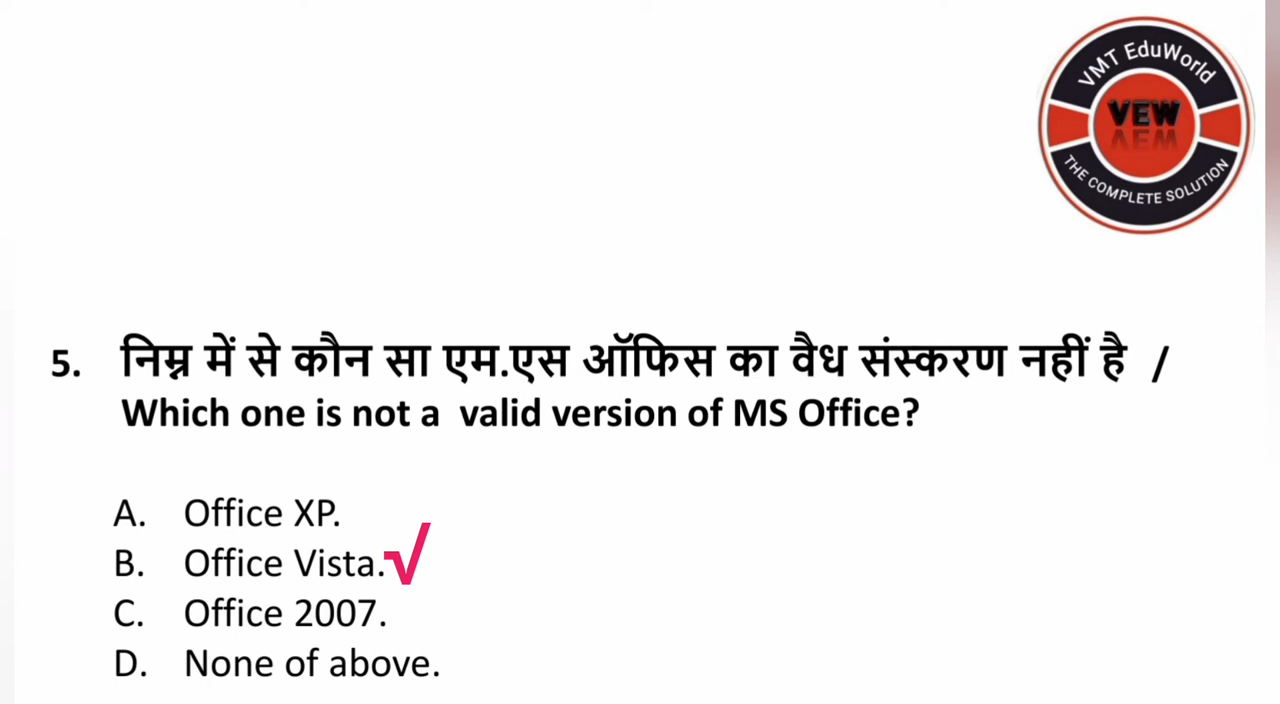 VMT EduWorld
VEW
THE COMPLETE SOLUTION
5. निम्न में से कौन सा एम.एस ऑफिस का वैध संस्करण नहीं है /
Which one is not a valid version of MS Office?
A. Office XP.
B. Office Vista.√
C. Office 2007.
D. None of above.